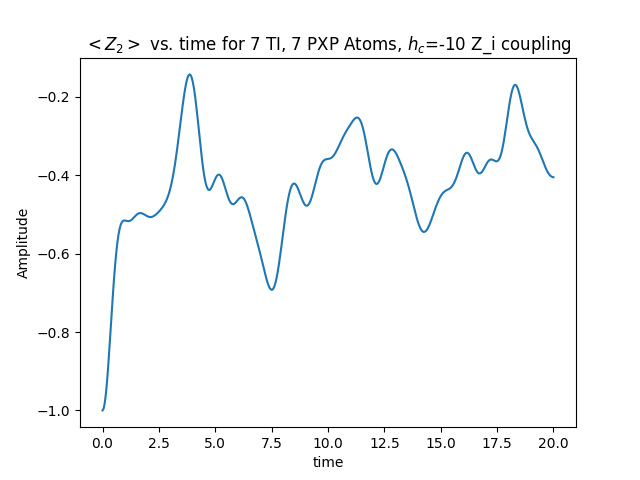 < Z_2 > vs. time for 7 TI, 7 PXP Atoms, h_c=-10 Z_i coupling
Amplitude
−0.2
−0.4
−0.6
−0.8
−1.0
0.0 2.5 5.0 7.5 10.0 12.5 15.0 17.5 20.0
time